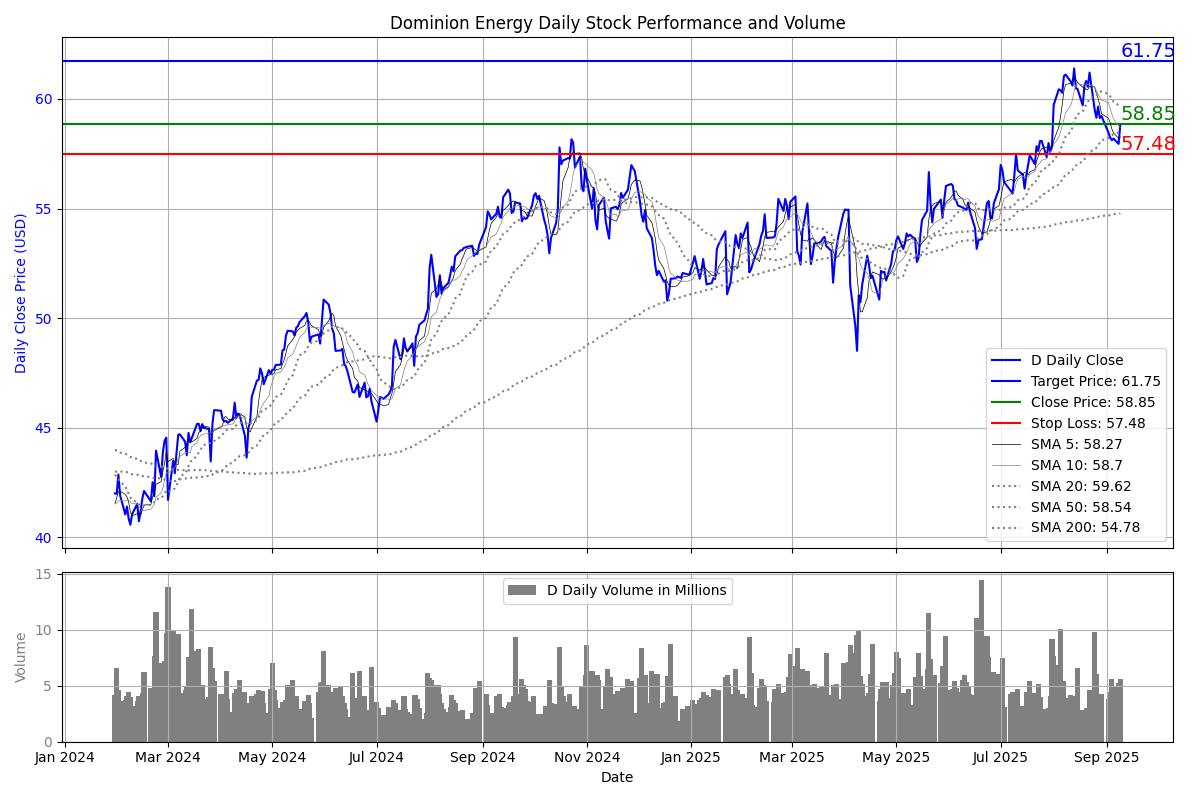 Dominion Energy Daily Stock Performance and Volume
61.75
60
58.85
57.48
55
50
45
40
Daily Close Price (USD)
D Daily Close
Target Price: 61.75
Close Price: 58.85
Stop Loss: 57.48
SMA 5: 58.27
SMA 10: 58.7
SMA 20: 59.62
SMA 50: 58.54
SMA 200: 54.78
15
10
5
0
Volume
D Daily Volume in Millions
Jan 2024 Mar 2024 May 2024 Jul 2024 Sep 2024 Nov 2024 Jan 2025 Mar 2025 May 2025 Jul 2025 Sep 2025
Date